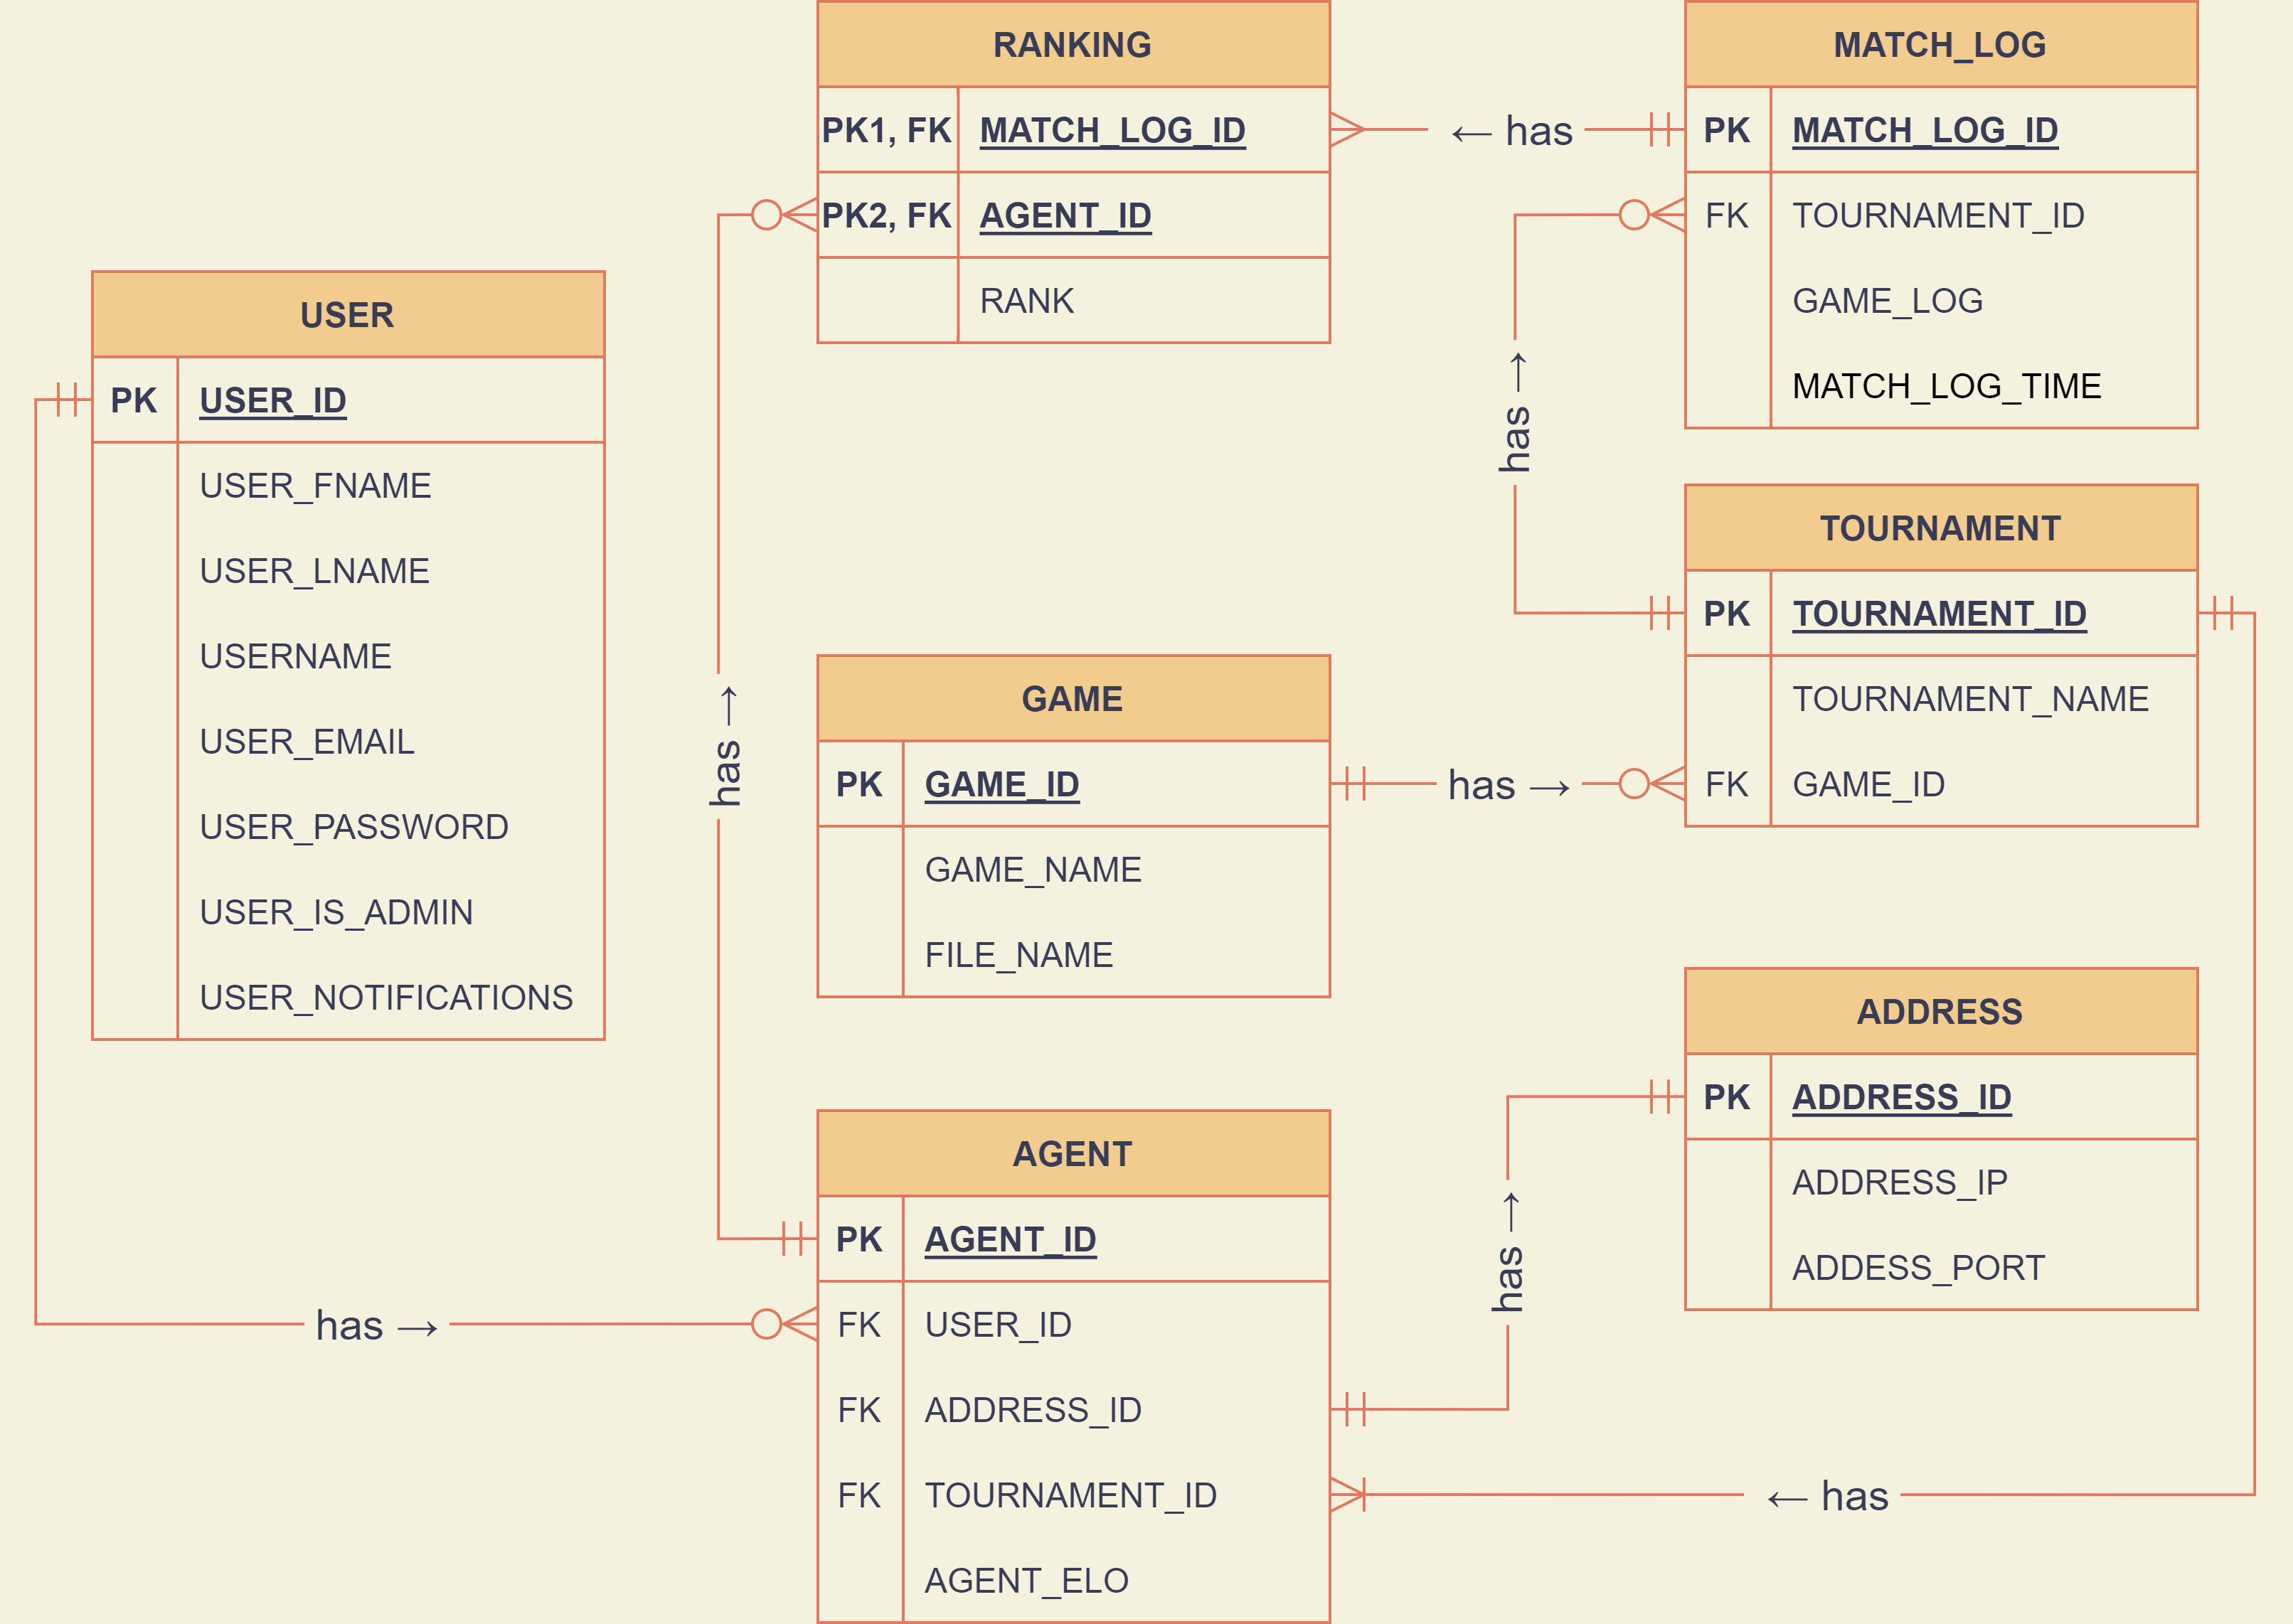 RANKING
PK1, FK MATCH_LOG_ID
PK2, FK AGENT_ID
RANK
← has
MATCH_LOG
PK MATCH_LOG_ID
FK TOURNAMENT_ID
GAME_LOG
MATCH_LOG_TIME
USER
PK USER_ID
USER_FNAME
USER_LNAME
USERNAME
USER_EMAIL
USER_PASSWORD
USER_IS_ADMIN
USER_NOTIFICATIONS
has →
has →
TOURNAMENT
PK TOURNAMENT_ID
TOURNAMENT_NAME
FK GAME_ID
GAME
PK GAME_ID
GAME_NAME
FILE_NAME
has →
ADDRESS
PK ADDRESS_ID
ADDRESS_IP
ADDESS_PORT
AGENT
PK AGENT_ID
FK USER_ID
FK ADDRESS_ID
FK TOURNAMENT_ID
AGENT_ELO
has →
has →
← has